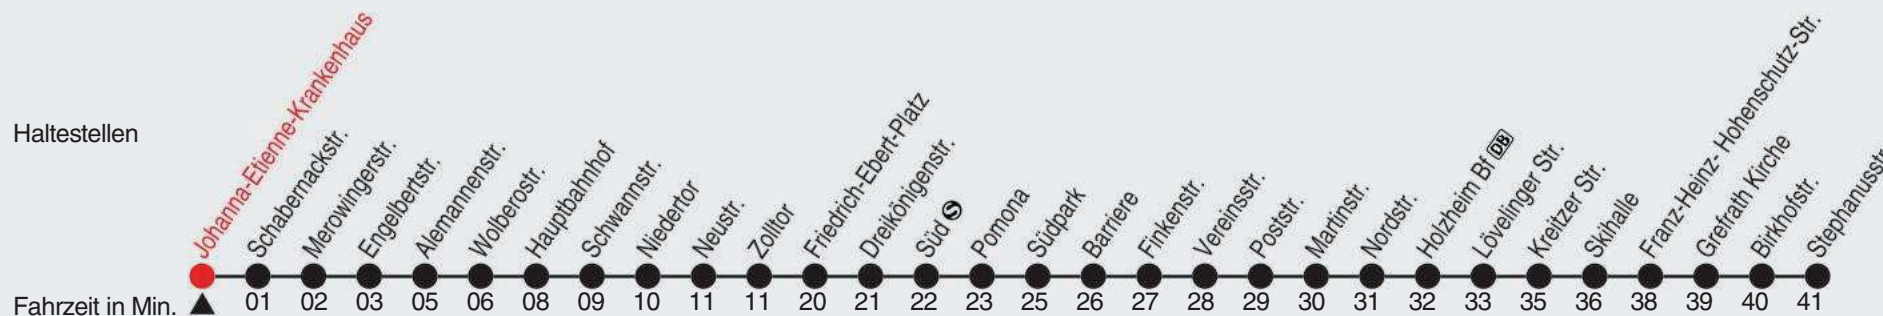 Haltestellen
Johanna-Etienne-Krankenhaus
Schabernackstr.
Merowingerstr.
Engelbertstr.
Alemannenstr.
Wolberostr.
Hauptbahnhof
Schwannstr.
Niedertor
Neustr.
Zolltor
Friedrich-Ebert-Platz
Dreikönigenstr.
Süd S
Pomona
Südpark
Barriere
Finkenstr.
Vereinsstr.
Poststr.
Martinstr.
Nordstr.
Holzheim Bf DB
Lövelinger Str.
Kreitzer Str.
Skihalle
Franz-Heinz- Hohenschutz-Str.
Grefrath Kirche
Birkhofstr.
Stephanusstr
Fahrzeit in Min. 01 02 03 05 06 08 09 10 11 11 20 21 22 23 25 26 27 28 29 30 31 32 33 35 36 38 39 40 41